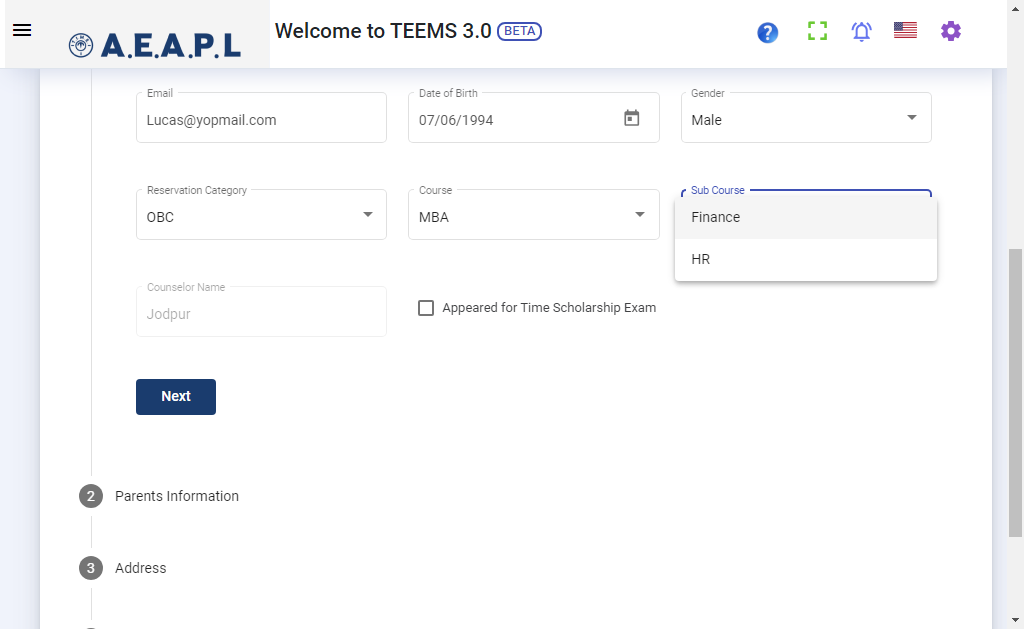 A.E.A.P.L
Welcome to TEEMS 3.0 BETA
Email
Lucas@yopmail.com
Date of Birth
07/06/1994
Gender
Male
Reservation Category
OBC
Course
MBA
Sub Course
Finance
HR
Counselor Name
Jodpur
Appeared for Time Scholarship Exam
Next
2 Parents Information
3 Address